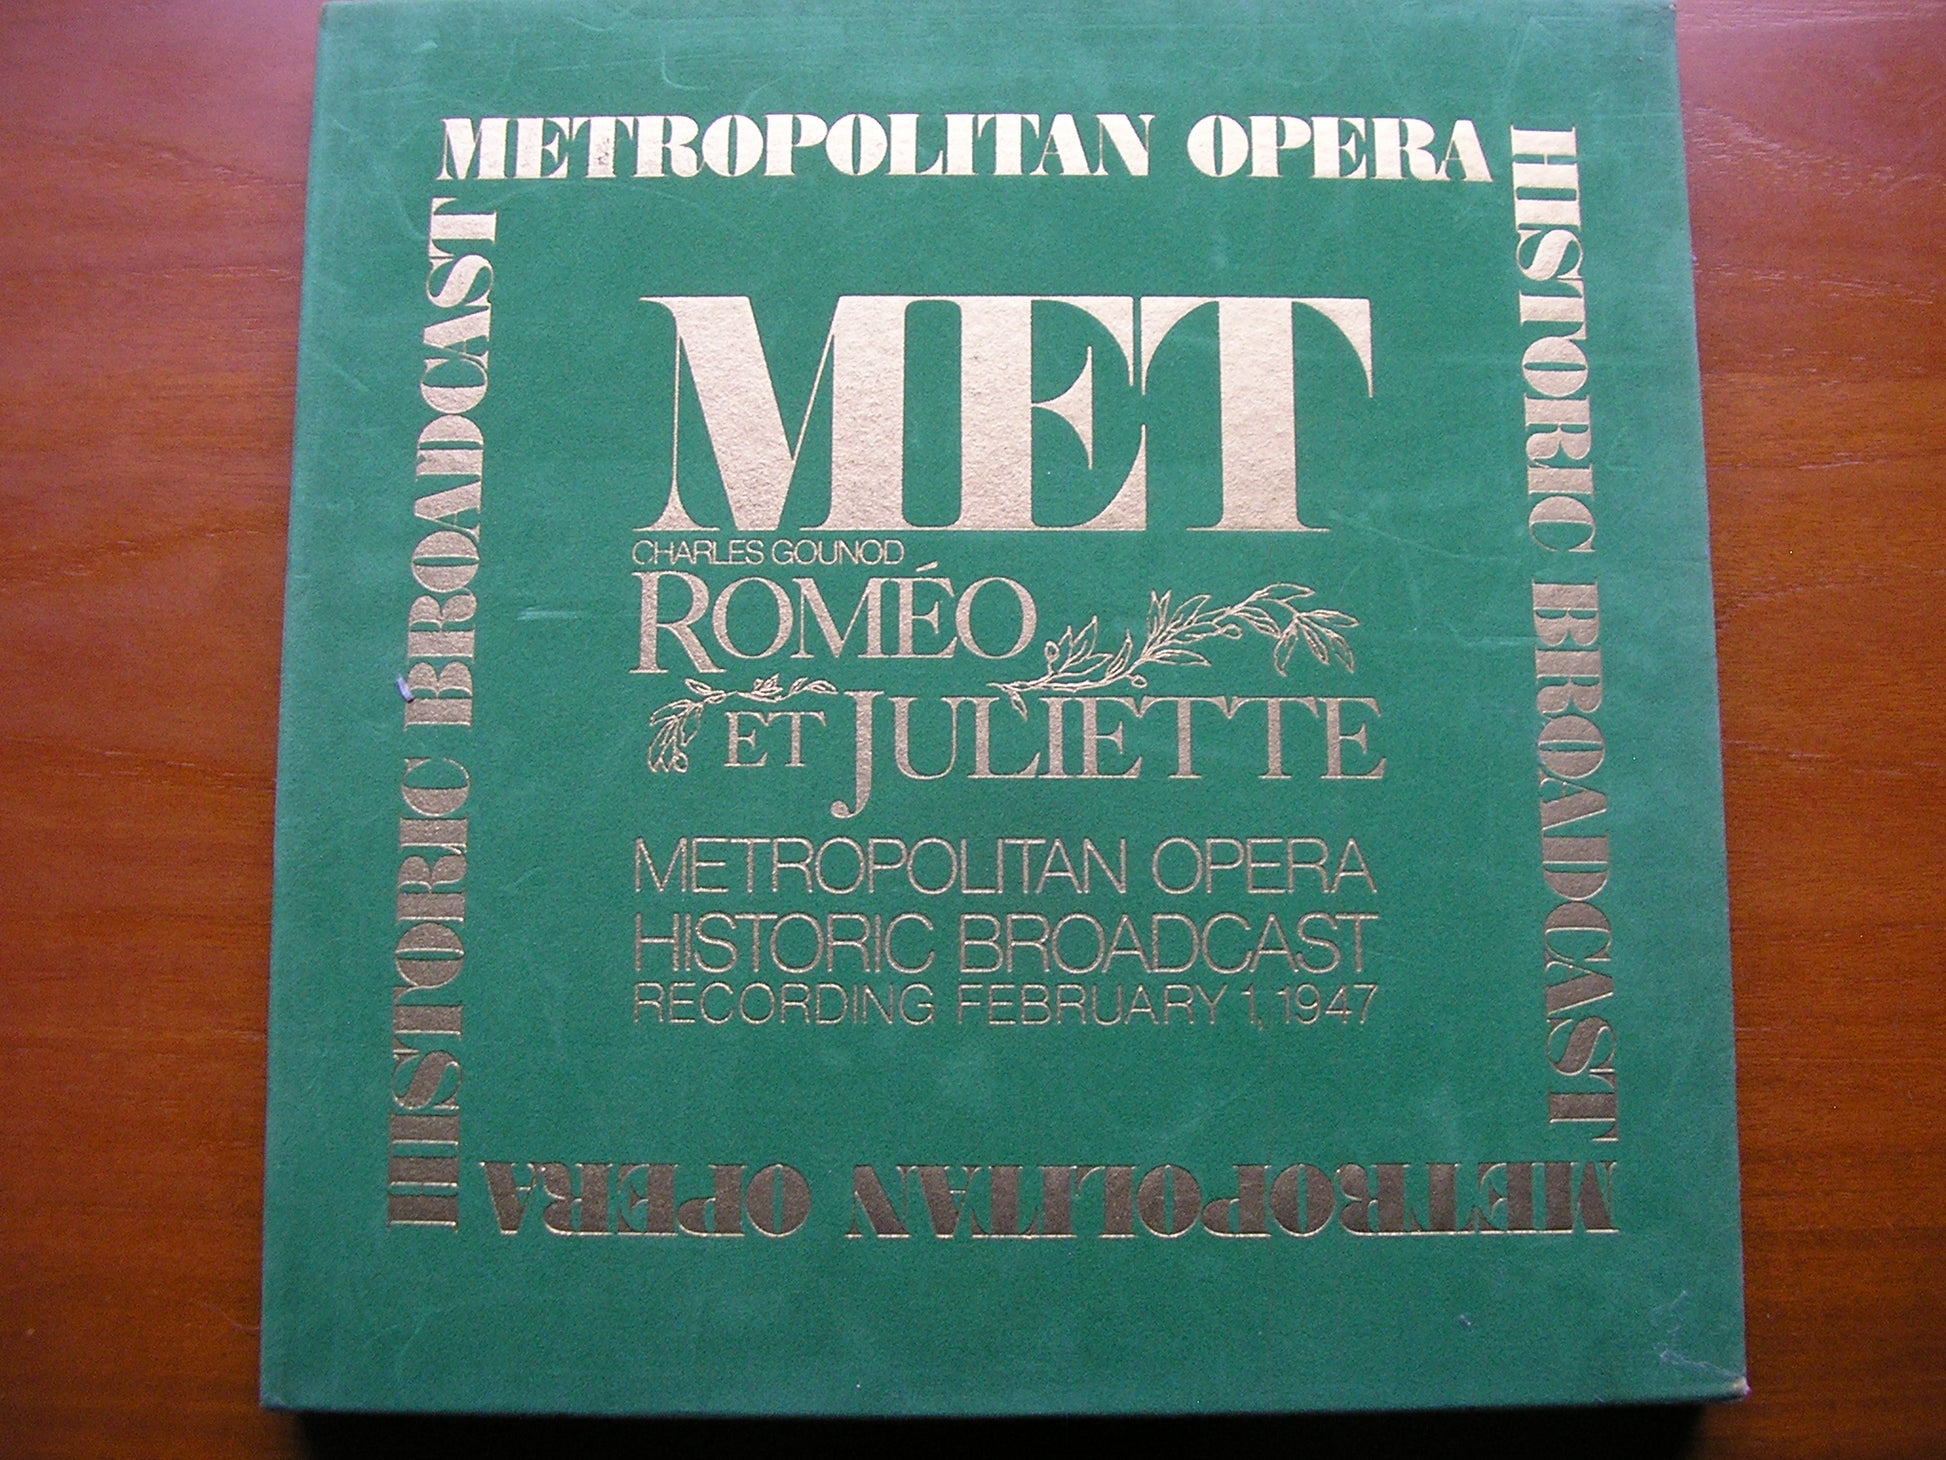 METROPOLITAN OPERA
HISTORIC BROADCAST
METROPOLITAN OPERA
HISTORIC BROADCAST
MET
CHARLES GOUNOD
ROMÉO
ET JULIETTE
METROPOLITAN OPERA
HISTORIC BROADCAST
RECORDING FEBRUARY 1, 1947